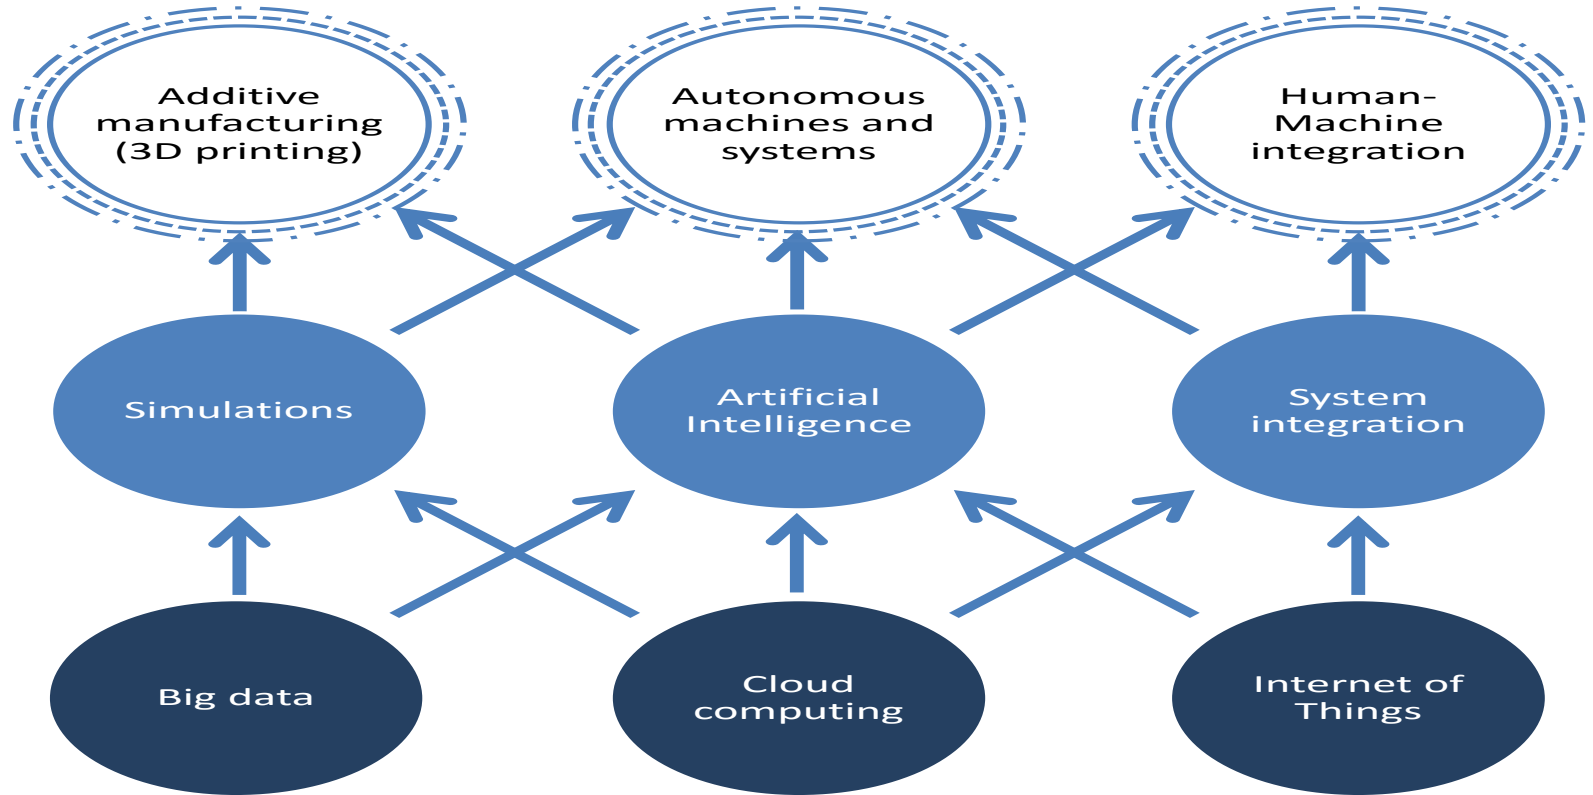 Additive
manufacturing
(3D printing)
Autonomous
machines and
systems
Human-
Machine
integration
Simulations
Artificial
Intelligence
System
integration
Big data
Cloud
computing
Internet of
Things